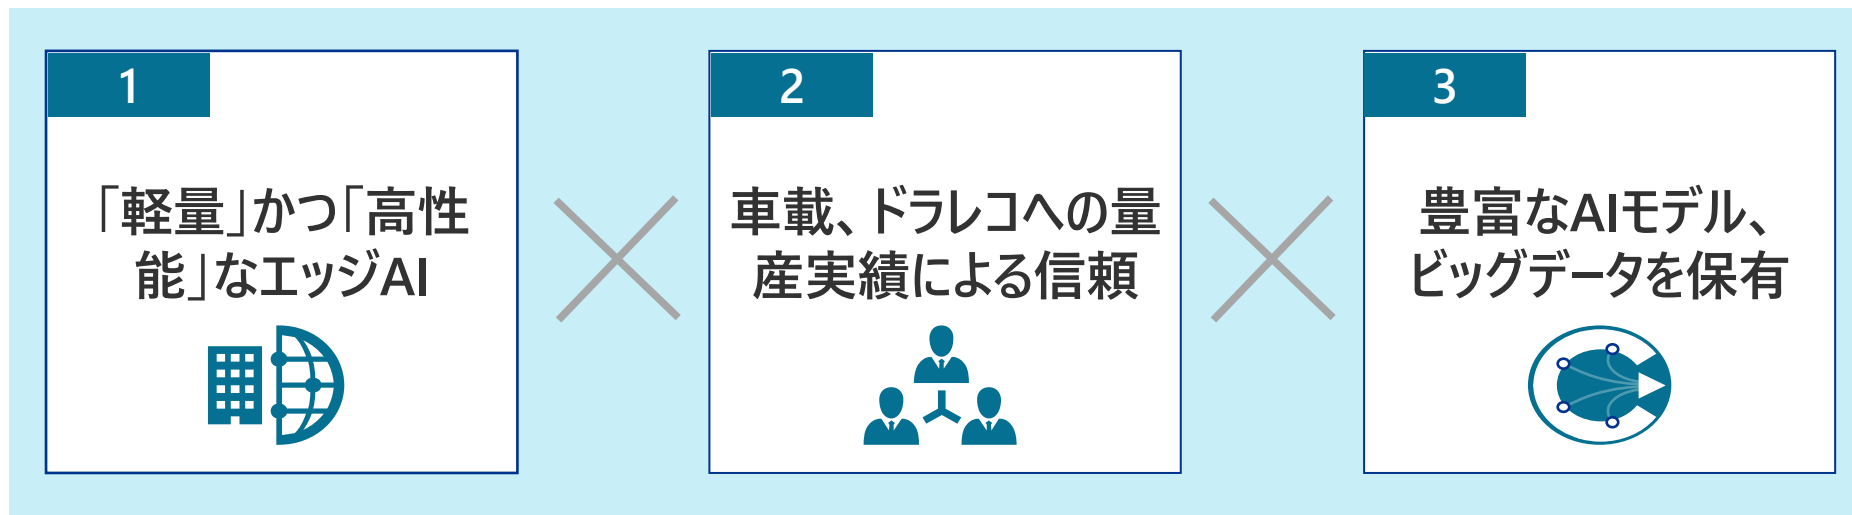 1
「軽量」かつ「高性
能」なエッジAI
2
車載、ドラレコへの量
産実績による信頼
3
豊富なAIモデル、
ビッグデータを保有